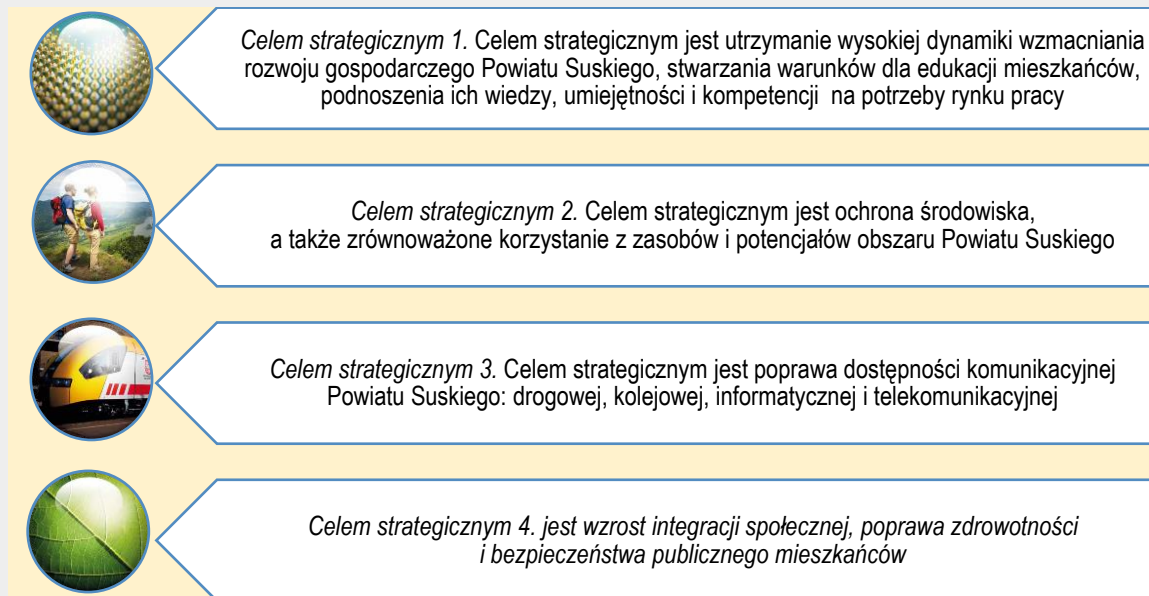 Celem strategicznym 1. Celem strategicznym jest utrzymanie wysokiej dynamiki wzmacniania
rozwoju gospodarczego Powiatu Suskiego, stwarzania warunków dla edukacji mieszkańców,
podnoszenia ich wiedzy, umiejętności i kompetencji na potrzeby rynku pracy
Celem strategicznym 2. Celem strategicznym jest ochrona środowiska,
a także zrównoważone korzystanie z zasobów i potencjałów obszaru Powiatu Suskiego
Celem strategicznym 3. Celem strategicznym jest poprawa dostępności komunikacyjnej
Powiatu Suskiego: drogowej, kolejowej, informatycznej i telekomunikacyjnej
Celem strategicznym 4. jest wzrost integracji społecznej, poprawa zdrowotności
i bezpieczeństwa publicznego mieszkańców